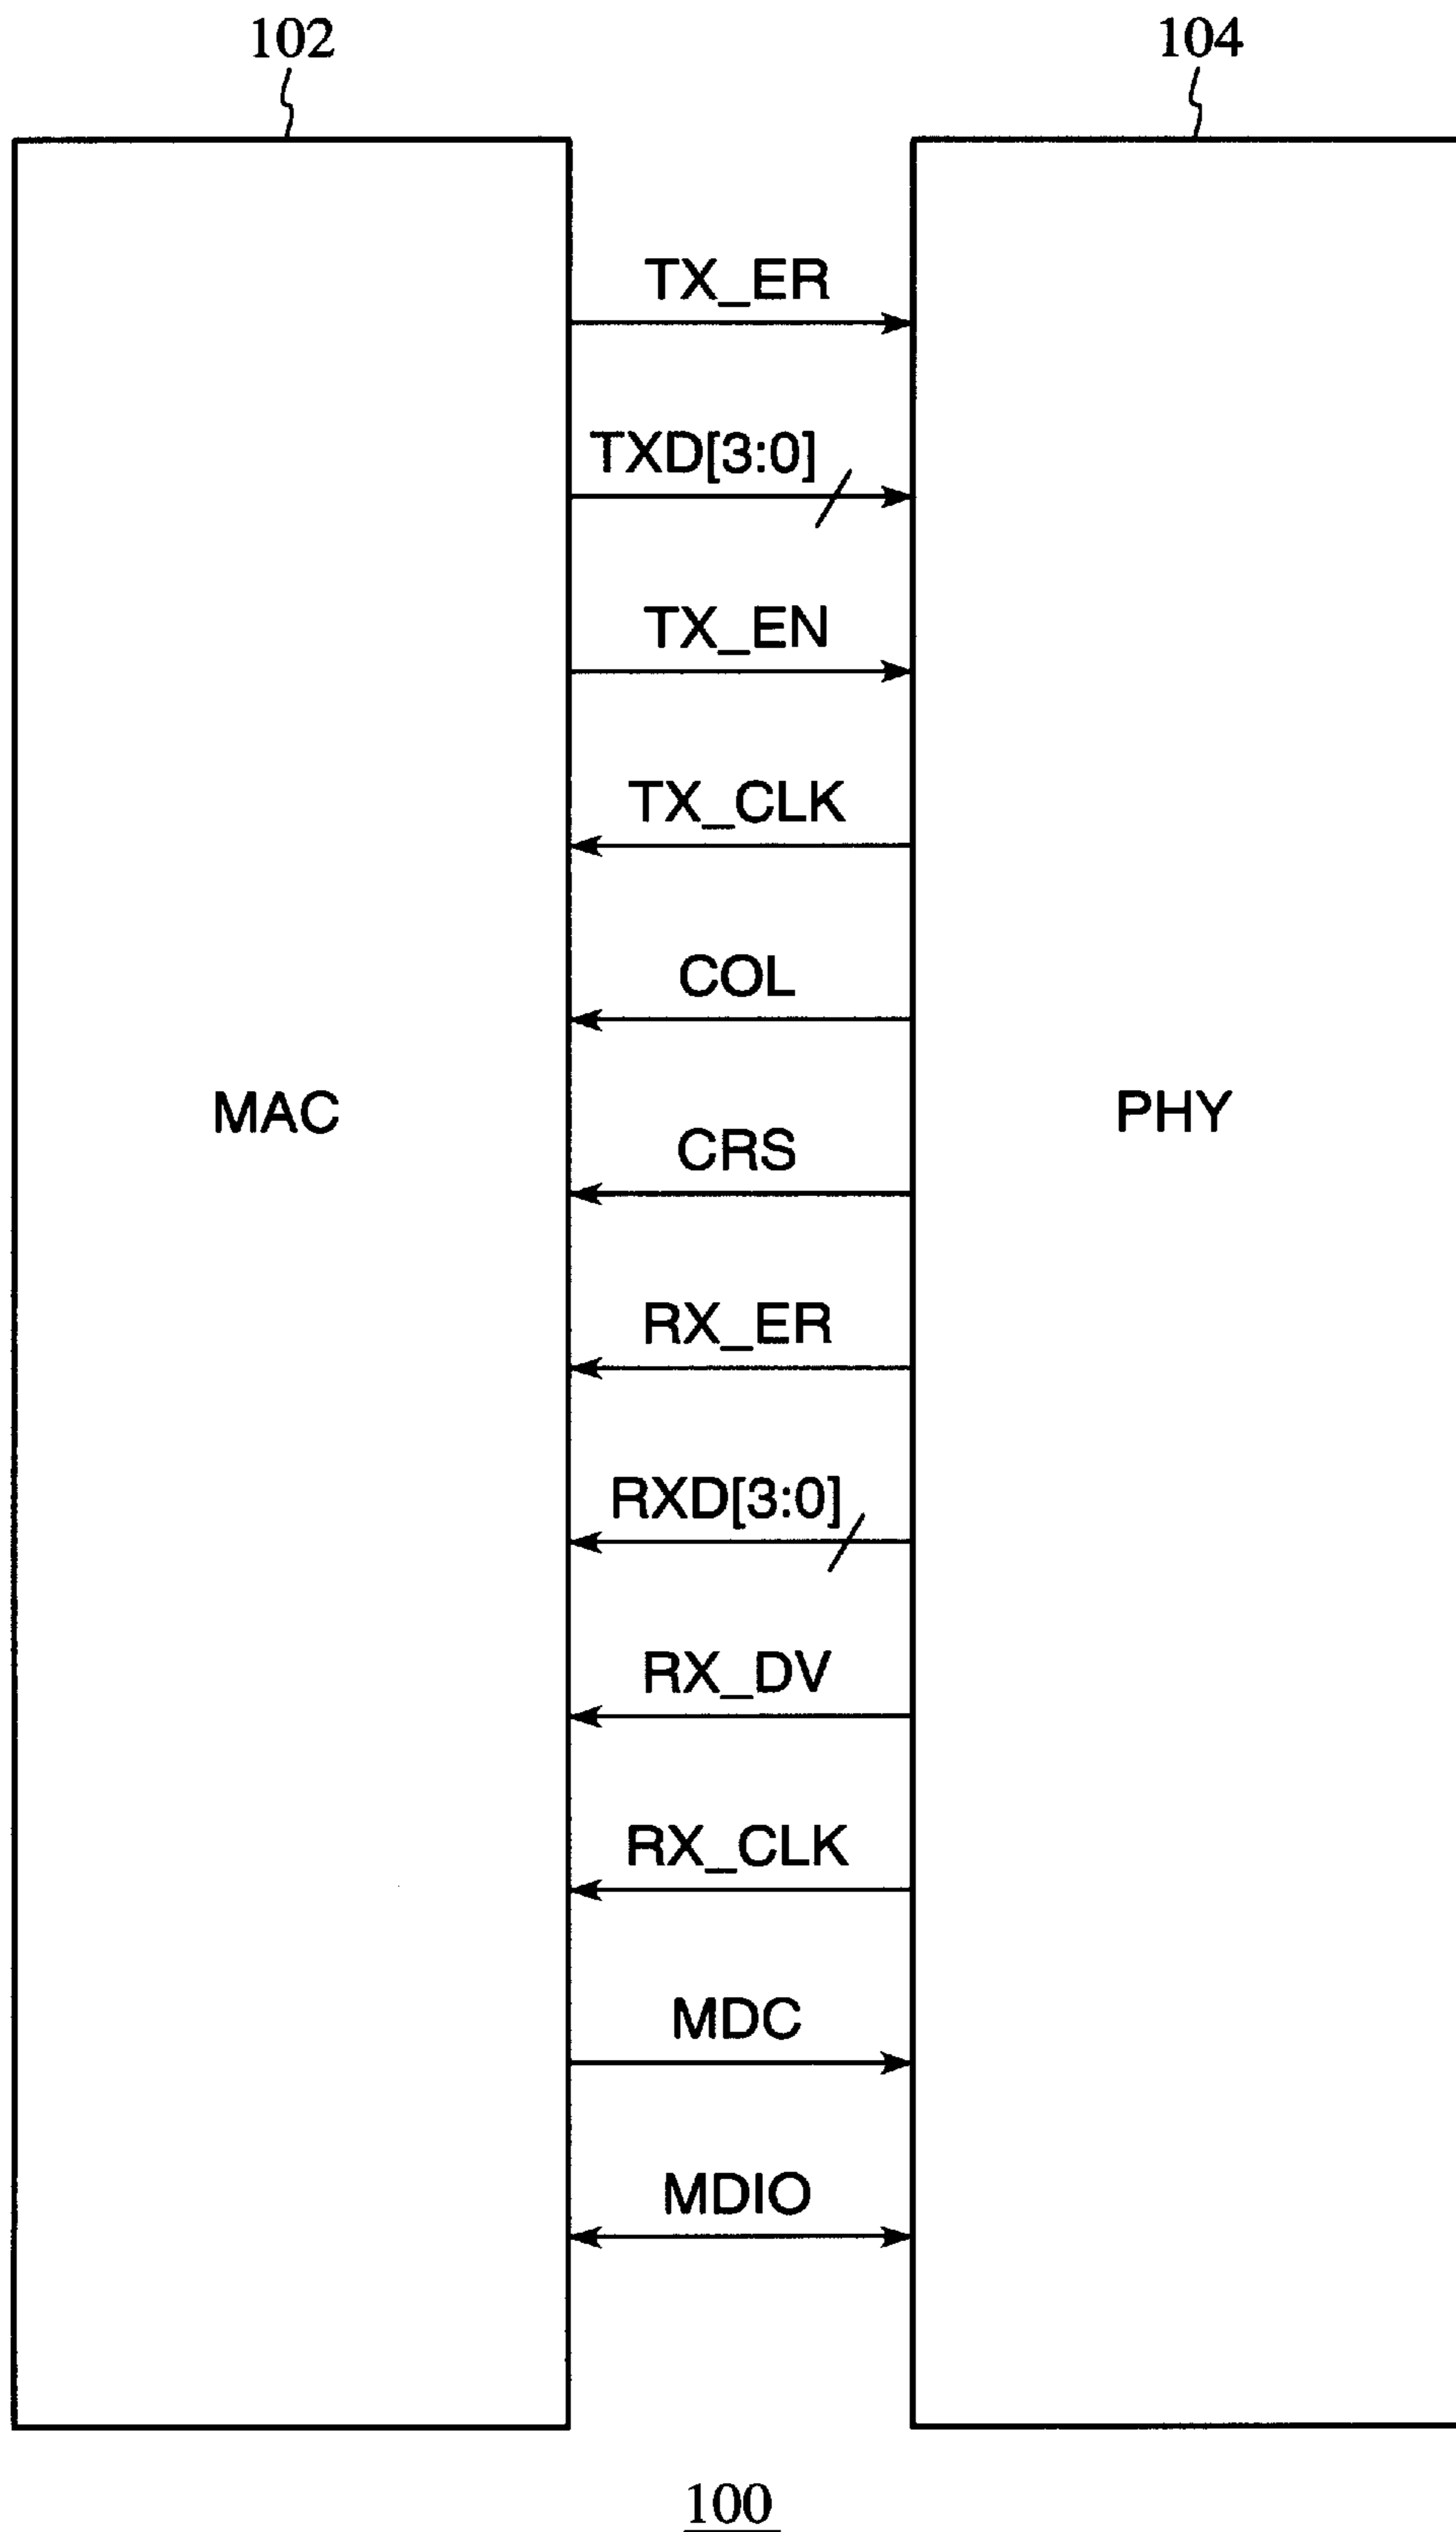 102
104
TX_ER
TXD[3:0]
TX_EN
TX_CLK
COL
MAC
PHY
CRS
RX_ER
RXD[3:0]
RX_DV
RX_CLK
MDC
MDIO
100